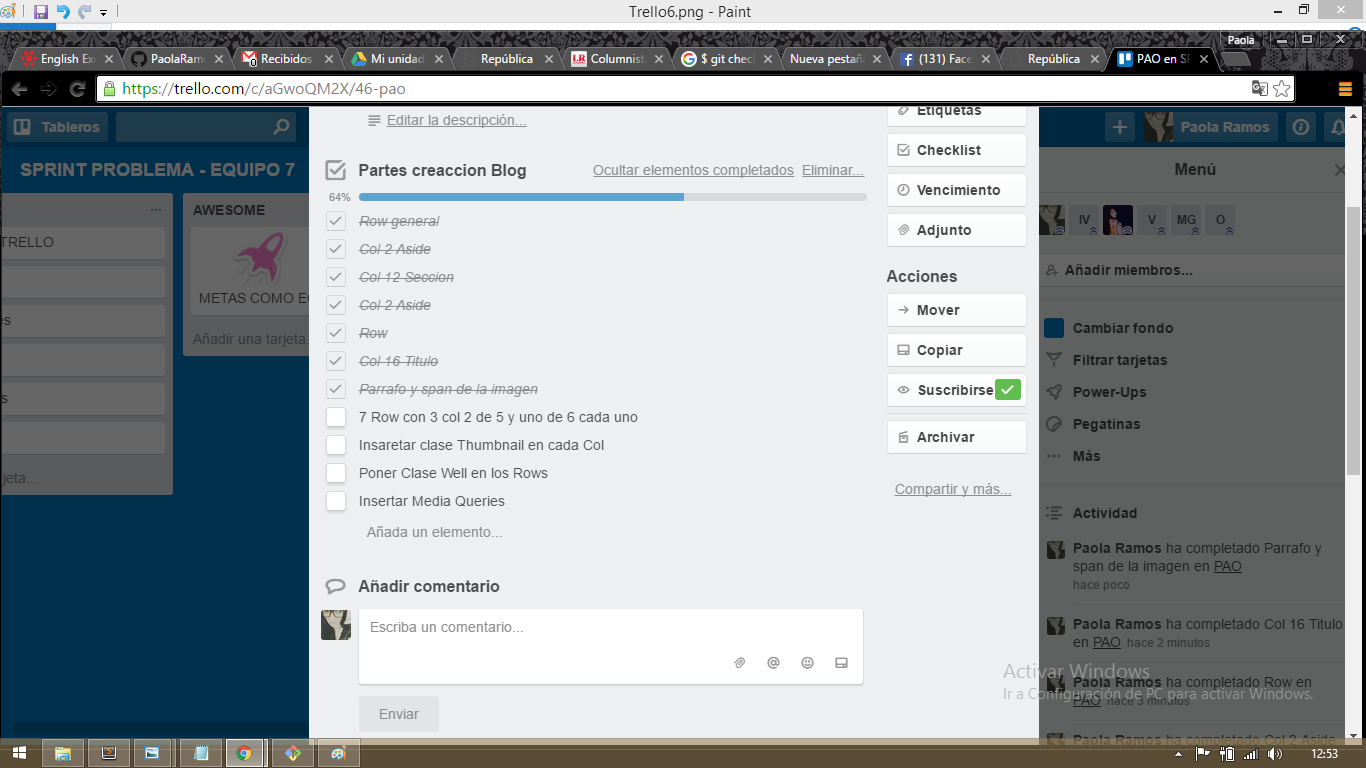 Trello6.png - Paint
Paola
English Ex
PaolaRam
Recibidos
Mi unidad
República
Columnist
$ git chec
Nueva pestañ
(131) Face
República
PAO en SP
https://trello.com/c/aGwoQM2X/46-pao
Tableros
Paola Ramos
SPRINT PROBLEMA - EQUIPO 7
TRELLO
AWESOME
METAS COMO E
Añadir una tarjeta.
jeta...
Editar la descripción...
Partes creaccion Blog
Ocultar elementos completados
Eliminar...
64%
Row general
Col 2 Aside
Col 12 Seccion
Col 2 Aside
Row
Col 16 Titulo
Parrafo y span de la imagen
7 Row con 3 col 2 de 5 y uno de 6 cada uno
Insaretar clase Thumbnail en cada Col
Poner Clase Well en los Rows
Insertar Media Queries
Añada un elemento...
Añadir comentario
Escriba un comentario...
Enviar
Etiquetas
Checklist
Vencimiento
Adjunto
Acciones
Mover
Copiar
Suscribirse
Archivar
Compartir y más...
Menú
IV
V
MG
O
Añadir miembros...
Cambiar fondo
Filtrar tarjetas
Power-Ups
Pegatinas
Más
Actividad
Paola Ramos ha completado Parrafo y
span de la imagen en PAO
hace poco
Paola Ramos ha completado Col 16 Titulo
en PAO hace 2 minutos
Paola Ramos ha completado Row en
PAO hace 3 minutos
Paola Ramos ha completado Col 2 Aside
Activar Windows
Ir a Configuración de PC para activar Windows.
12:53